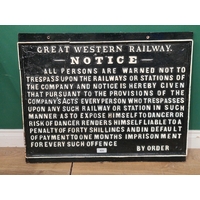 GREAT WESTERN RAILWAY.
NOTICE
ALL PERSONS ARE WARNED NOT TO
TRESPASS UPON THE RAILWAYS OR STATIONS OF
THE COMPANY AND NOTICE IS HEREBY GIVEN
THAT PURSUANT TO THE PROVISIONS OF THE
COMPANY'S ACTS EVERY PERSON WHO TRESPASSES
UPON ANY SUCH RAILWAY OR STATION IN SUCH
MANNER AS TO EXPOSE HIMSELF TO DANGER OR
RISK OF DANGER RENDERS HIMSELF LIABLE TO A
PENALTY OF FORTY SHILLINGS AND IN DEFAULT
OF PAYMENT TO ONE MONTHS IMPRISONMENT
FOR EVERY SUCH OFFENCE
BY ORDER